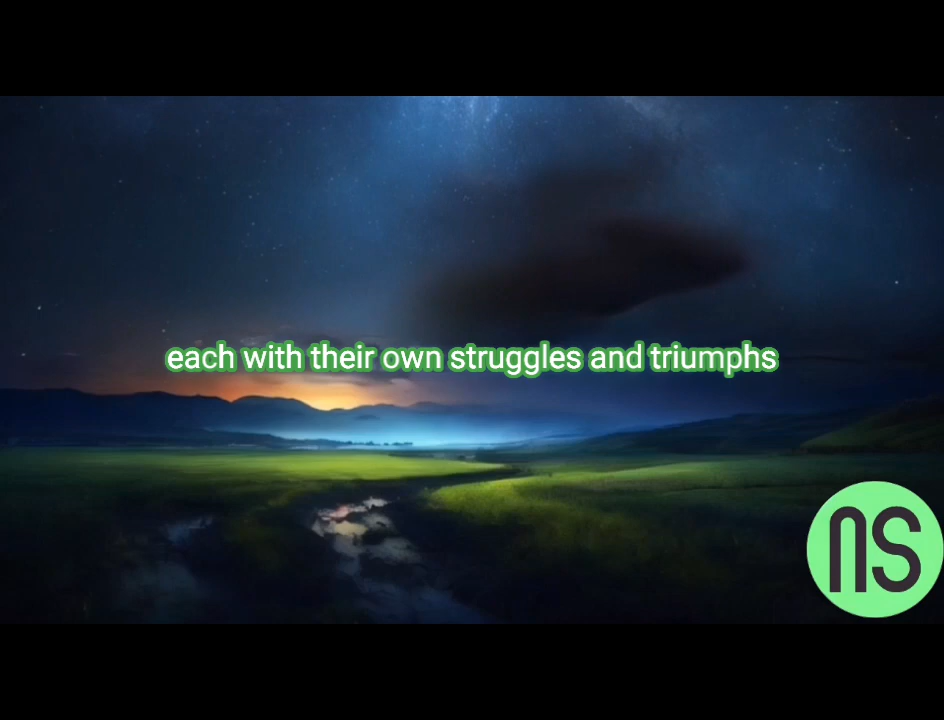 each with their own struggles and triumphs
ns